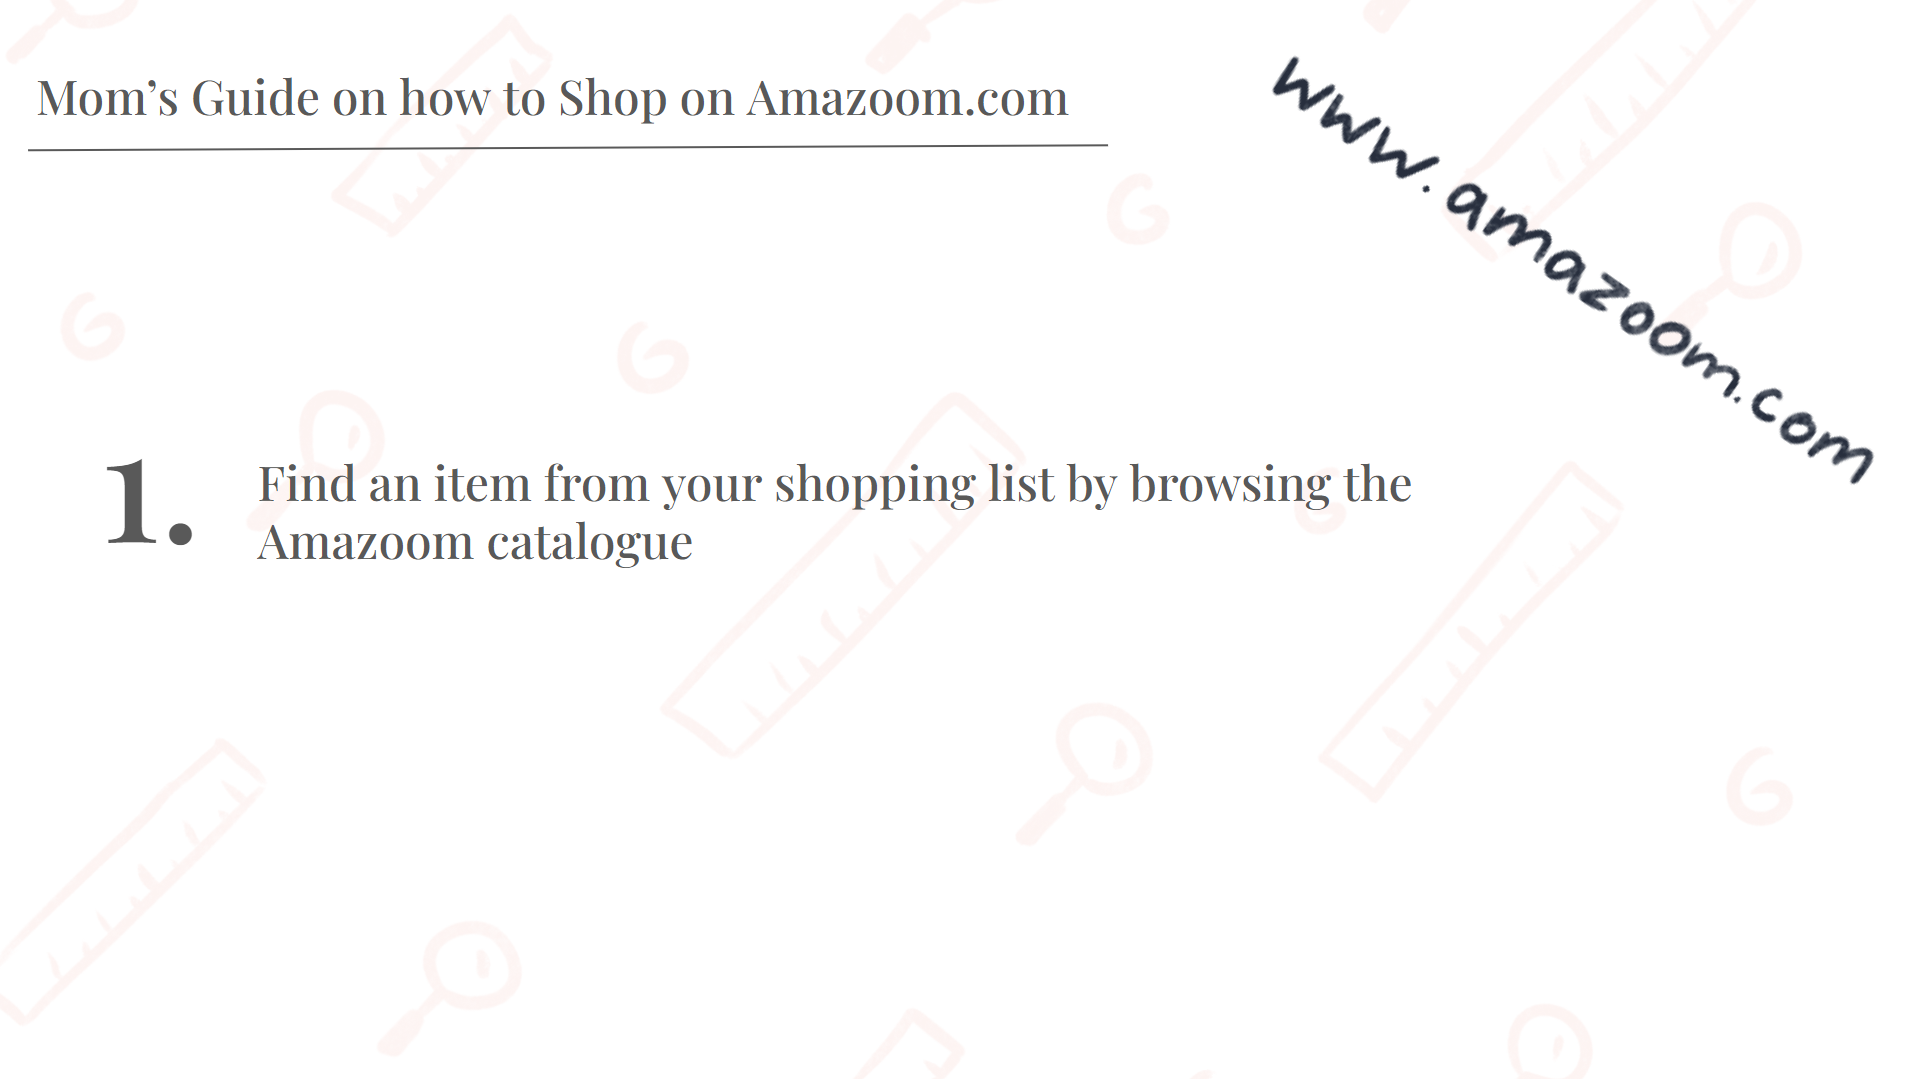 Mom’s Guide on how to Shop on Amazoom.com
www.amazoom.com
1.
Find an item from your shopping list by browsing the
Amazoom catalogue